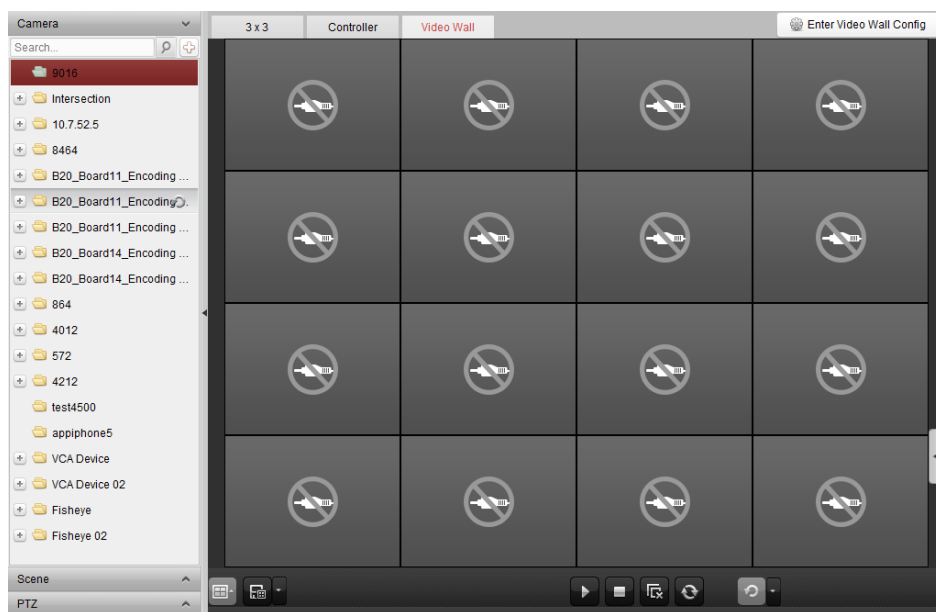 Camera
3 x 3
Controller
Video Wall
Enter Video Wall Config
Search...
9016
Intersection
10.7.52.5
8464
B20_Board11_Encoding ...
B20_Board11_Encoding ...
B20_Board11_Encoding ...
B20_Board14_Encoding ...
B20_Board14_Encoding ...
864
4012
572
4212
test4500
appiphone5
VCA Device
VCA Device 02
Fisheye
Fisheye 02
Scene
PTZ